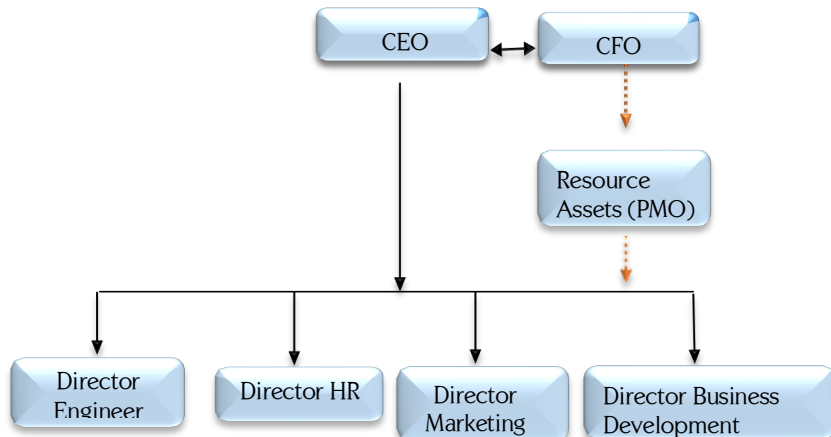 CEO
CFO
Resource
Assets (PMO)
Director
Engineer
Director HR
Director
Marketing
Director Business
Development